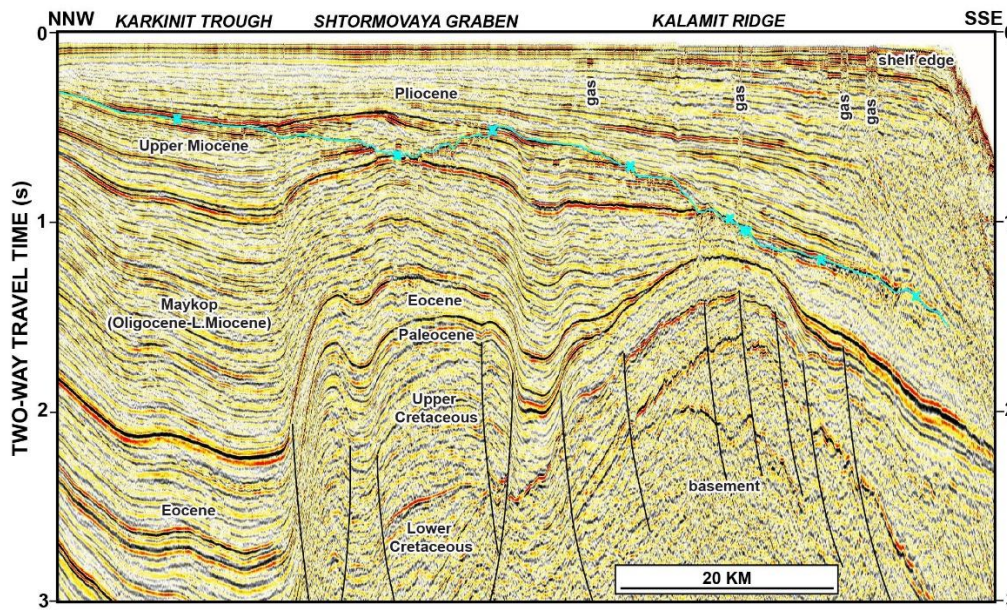 NNW KARKINIT TROUGH SHTORMOVAYA GRABEN KALAMIT RIDGE SSE
0
shelf edge
Pliocene
gas
gas
gas
gas
Upper Miocene
TWO-WAY TRAVEL TIME (s)
1
Eocene
Maykop
(Oligocene-L.Miocene)
Paleocene
2
Upper
Cretaceous
basement
Eocene
Lower
Cretaceous
20 KM
3